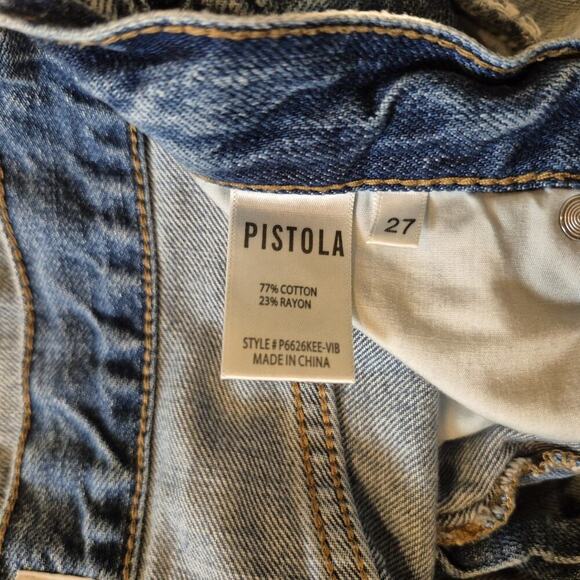 PISTOLA
27
77% COTTON
23% RAYON
STYLE # P6626KEE-VIB
MADE IN CHINA